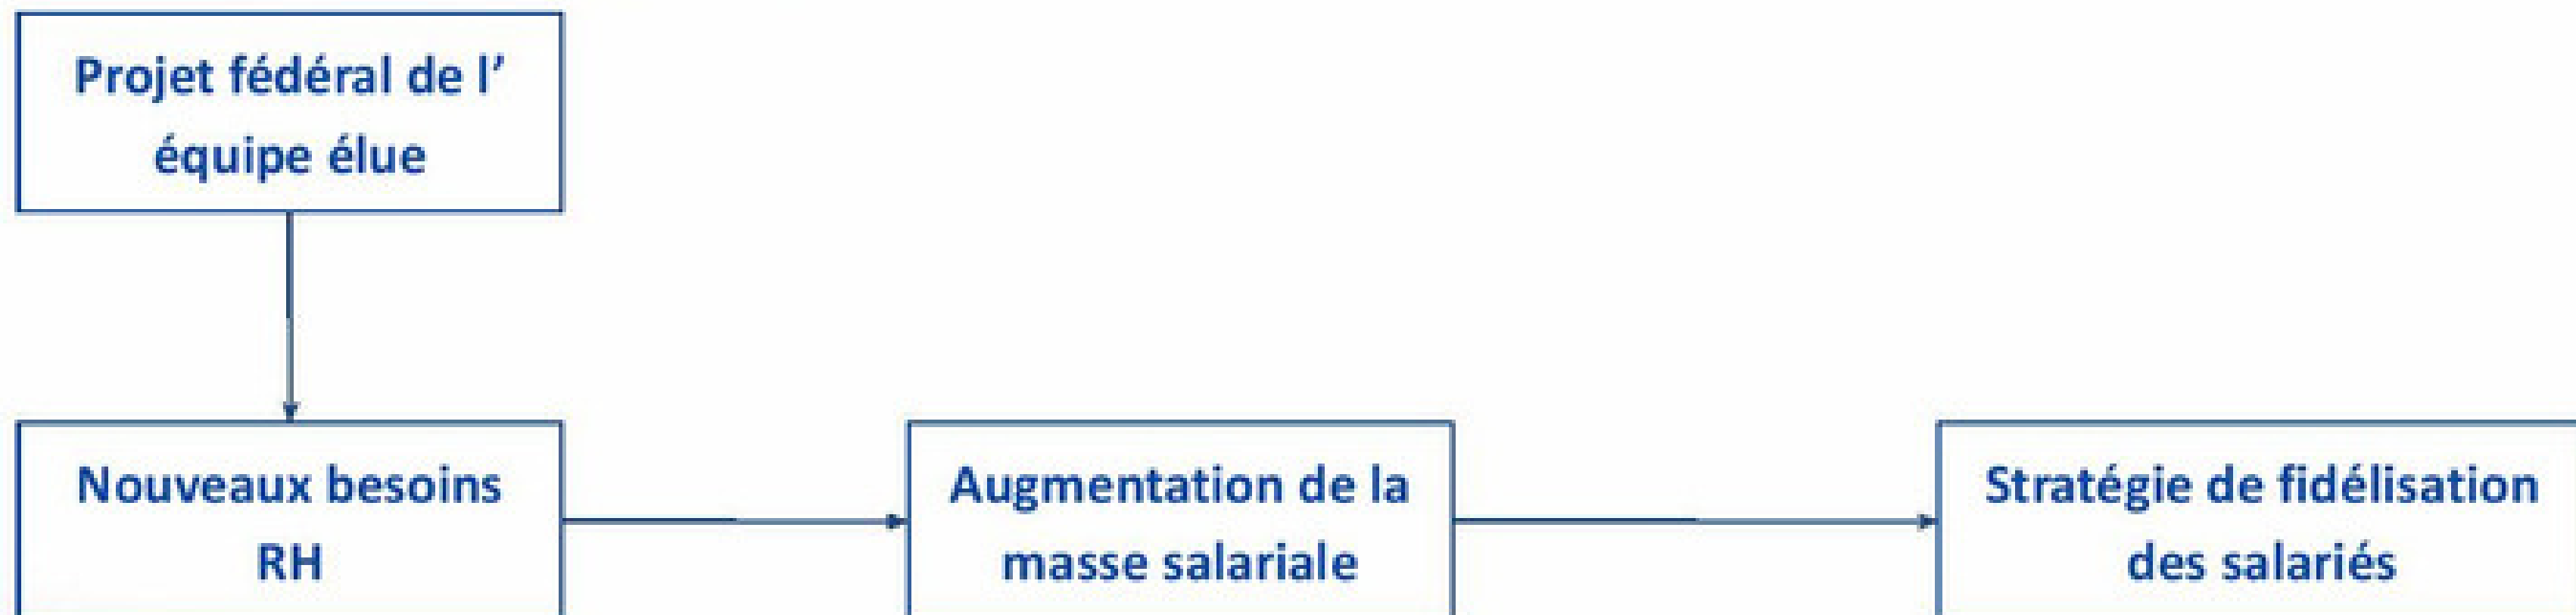 Projet fédéral de l’
équipe élue
Nouveaux besoins
RH
Augmentation de la
masse salariale
Stratégie de fidélisation
des salariés